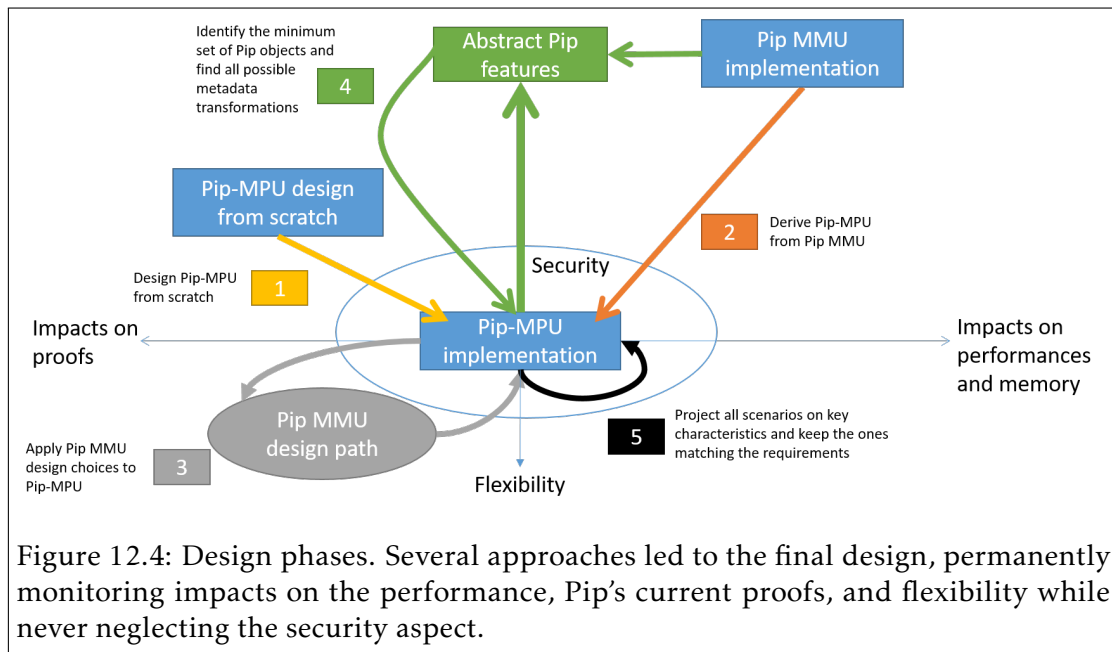 Identify the minimum
set of Pip objects and
find all possible
metadata
transformations
4
Abstract Pip
features
Pip MMU
implementation
Pip-MPU design
from scratch
2
Derive Pip-MPU
from Pip MMU
Design Pip-MPU
from scratch
1
Security
Impacts on
proofs
Pip-MPU
implementation
Impacts on
performances
and memory
Pip MMU
design path
Apply Pip MMU
design choices to
Pip-MPU
3
5
Project all scenarios on key
characteristics and keep the ones
matching the requirements
Flexibility
Figure 12.4: Design phases. Several approaches led to the final design, permanently
monitoring impacts on the performance, Pip's current proofs, and flexibility while
never neglecting the security aspect.